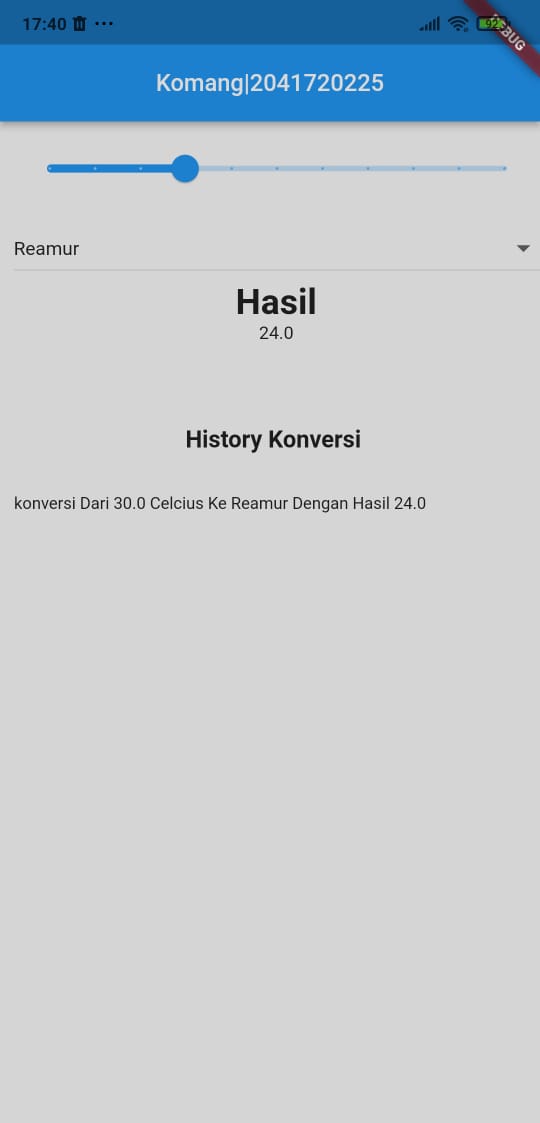 17:40
92
DEBUG
Komang|2041720225
Reamur
Hasil
24.0
History Konversi
konversi Dari 30.0 Celcius Ke Reamur Dengan Hasil 24.0